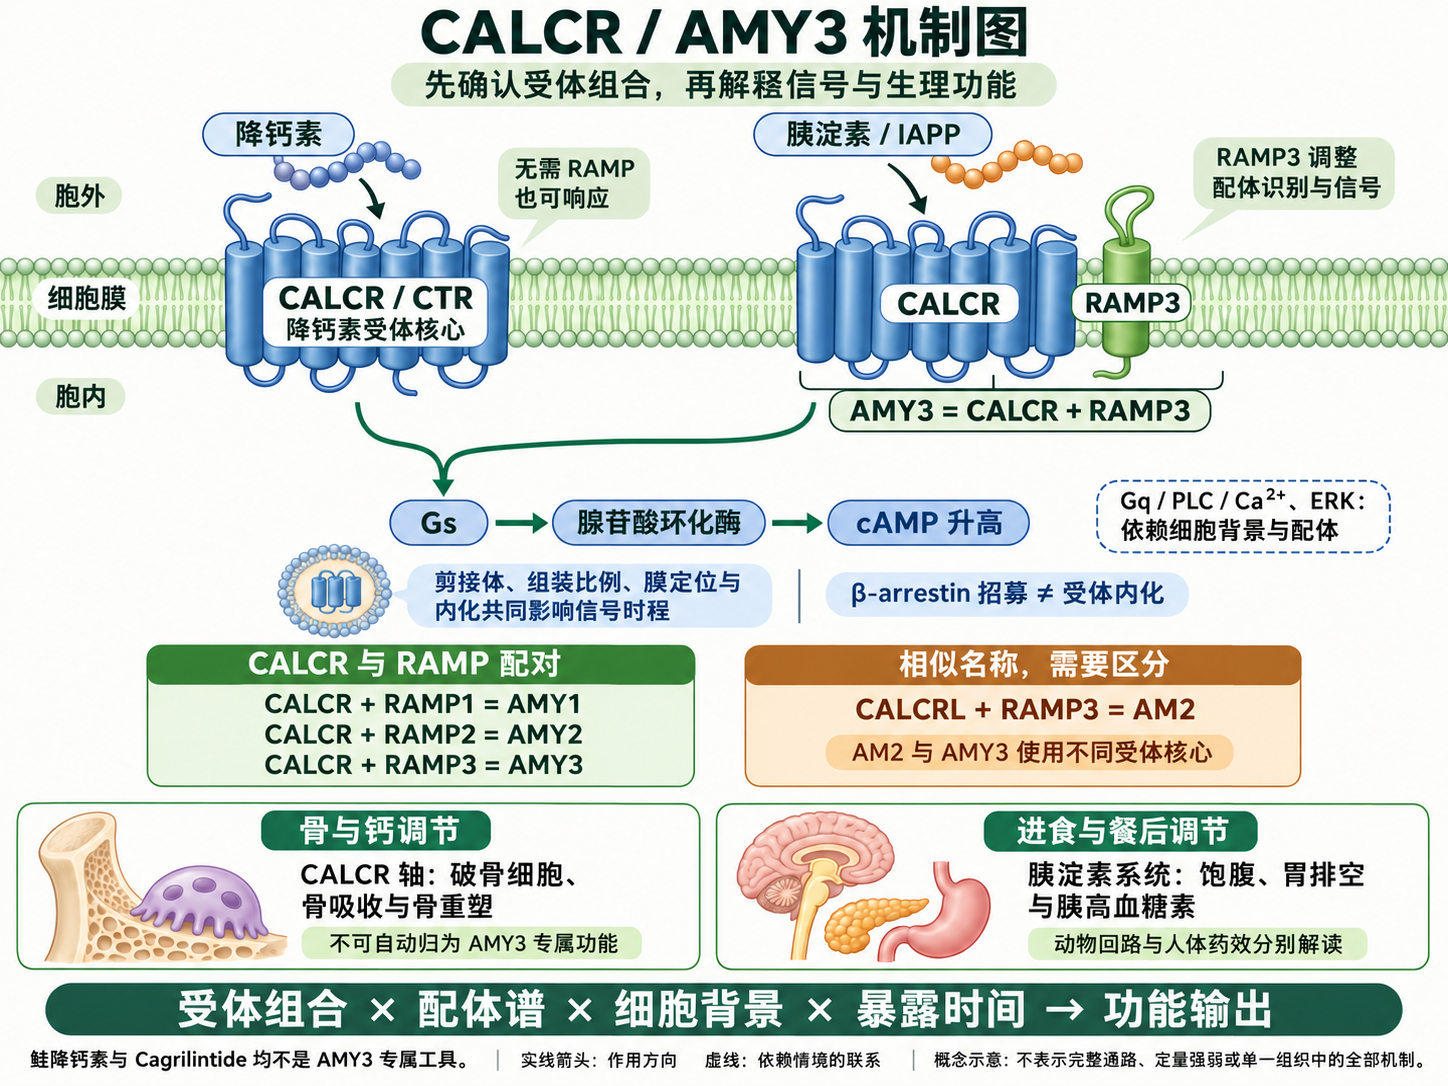 CALCR / AMY3 机制图
先确认受体组合，再解释信号与生理功能
降钙素
胰淀素 / IAPP
无需 RAMP
也可响应
RAMP3 调整
配体识别与信号
胞外
细胞膜
胞内
CALCR / CTR
降钙素受体核心
CALCR
RAMP3
AMY3 = CALCR + RAMP3
Gs
腺苷酸环化酶
cAMP 升高
Gq / PLC / Ca²⁺、ERK：
依赖细胞背景与配体
剪接体、组装比例、膜定位与
内化共同影响信号时程
β-arrestin 招募 ≠ 受体内化
CALCR 与 RAMP 配对
CALCR + RAMP1 = AMY1
CALCR + RAMP2 = AMY2
CALCR + RAMP3 = AMY3
相似名称，需要区分
CALCRL + RAMP3 = AM2
AM2 与 AMY3 使用不同受体核心
骨与钙调节
CALCR 轴：破骨细胞、
骨吸收与骨重塑
不可自动归为 AMY3 专属功能
进食与餐后调节
胰淀素系统：饱腹、胃排空
与胰高血糖素
动物回路与人体药效分别解读
受体组合 × 配体谱 × 细胞背景 × 暴露时间 → 功能输出
鲑降钙素与 Cagrilintide 均不是 AMY3 专属工具。
实线箭头：作用方向 虚线：依赖情境的联系
概念示意：不表示完整通路、定量强弱或单一组织中的全部机制。